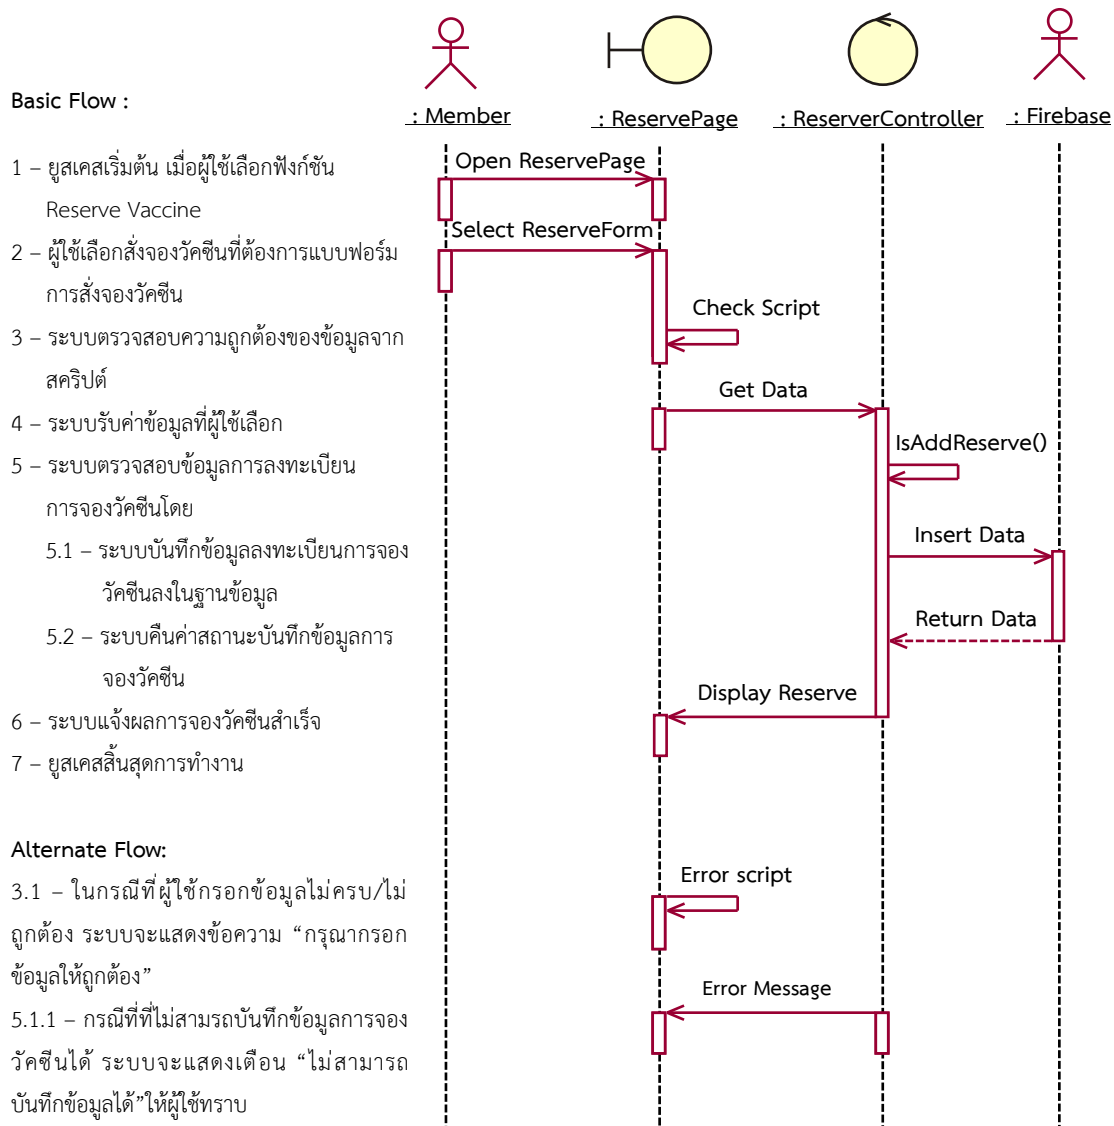 : Member
: ReservePage
: ReserverController
: Firebase
Basic Flow :
1 – ยูสเคสเริ่มต้น เมื่อผู้ใช้เลือกฟังก์ชัน
Reserve Vaccine
2 – ผู้ใช้เลือกสั่งจองวัคซีนที่ต้องการแบบฟอร์ม
การสั่งจองวัคซีน
3 – ระบบตรวจสอบความถูกต้องของข้อมูลจาก
สคริปต์
4 – ระบบรับค่าข้อมูลที่ผู้ใช้เลือก
5 – ระบบตรวจสอบข้อมูลการลงทะเบียน
การจองวัคซีนโดย
5.1 – ระบบบันทึกข้อมูลลงทะเบียนการจอง
วัคซีนลงในฐานข้อมูล
5.2 – ระบบคืนค่าสถานะบันทึกข้อมูลการ
จองวัคซีน
6 – ระบบแจ้งผลการจองวัคซีนสำเร็จ
7 – ยูสเคสสิ้นสุดการทำงาน
Alternate Flow:
3.1 – ในกรณีที่ผู้ใช้กรอกข้อมูลไม่ครบ/ไม่
ถูกต้อง ระบบจะแสดงข้อความ “กรุณากรอก
ข้อมูลให้ถูกต้อง”
5.1.1 – กรณีที่ที่ไม่สามรถบันทึกข้อมูลการจอง
วัคซีนได้ ระบบจะแสดงเตือน “ไม่สามารถ
บันทึกข้อมูลได้”ให้ผู้ใช้ทราบ
Open ReservePage
Select ReserveForm
Check Script
Get Data
IsAddReserve()
Insert Data
Return Data
Display Reserve
Error script
Error Message